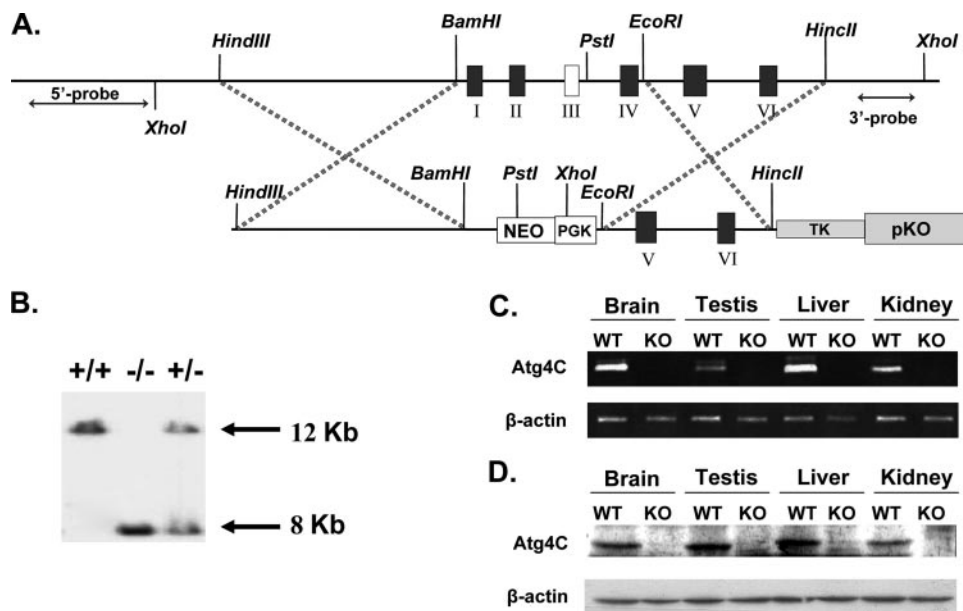 A.
HindIII BamHI PstI EcoRI HincII XhoI
5'-probe XhoI I II III IV V VI 3'-probe
HindIII BamHI PstI XhoI EcoRI HincII
NEO PGK V VI TK pKO
B.
+/+ -/- +/-
12 Kb
8 Kb
C.
Brain Testis Liver Kidney
WT KO WT KO WT KO WT KO
Atg4C
β-actin
D.
Brain Testis Liver Kidney
WT KO WT KO WT KO WT KO
Atg4C
β-actin